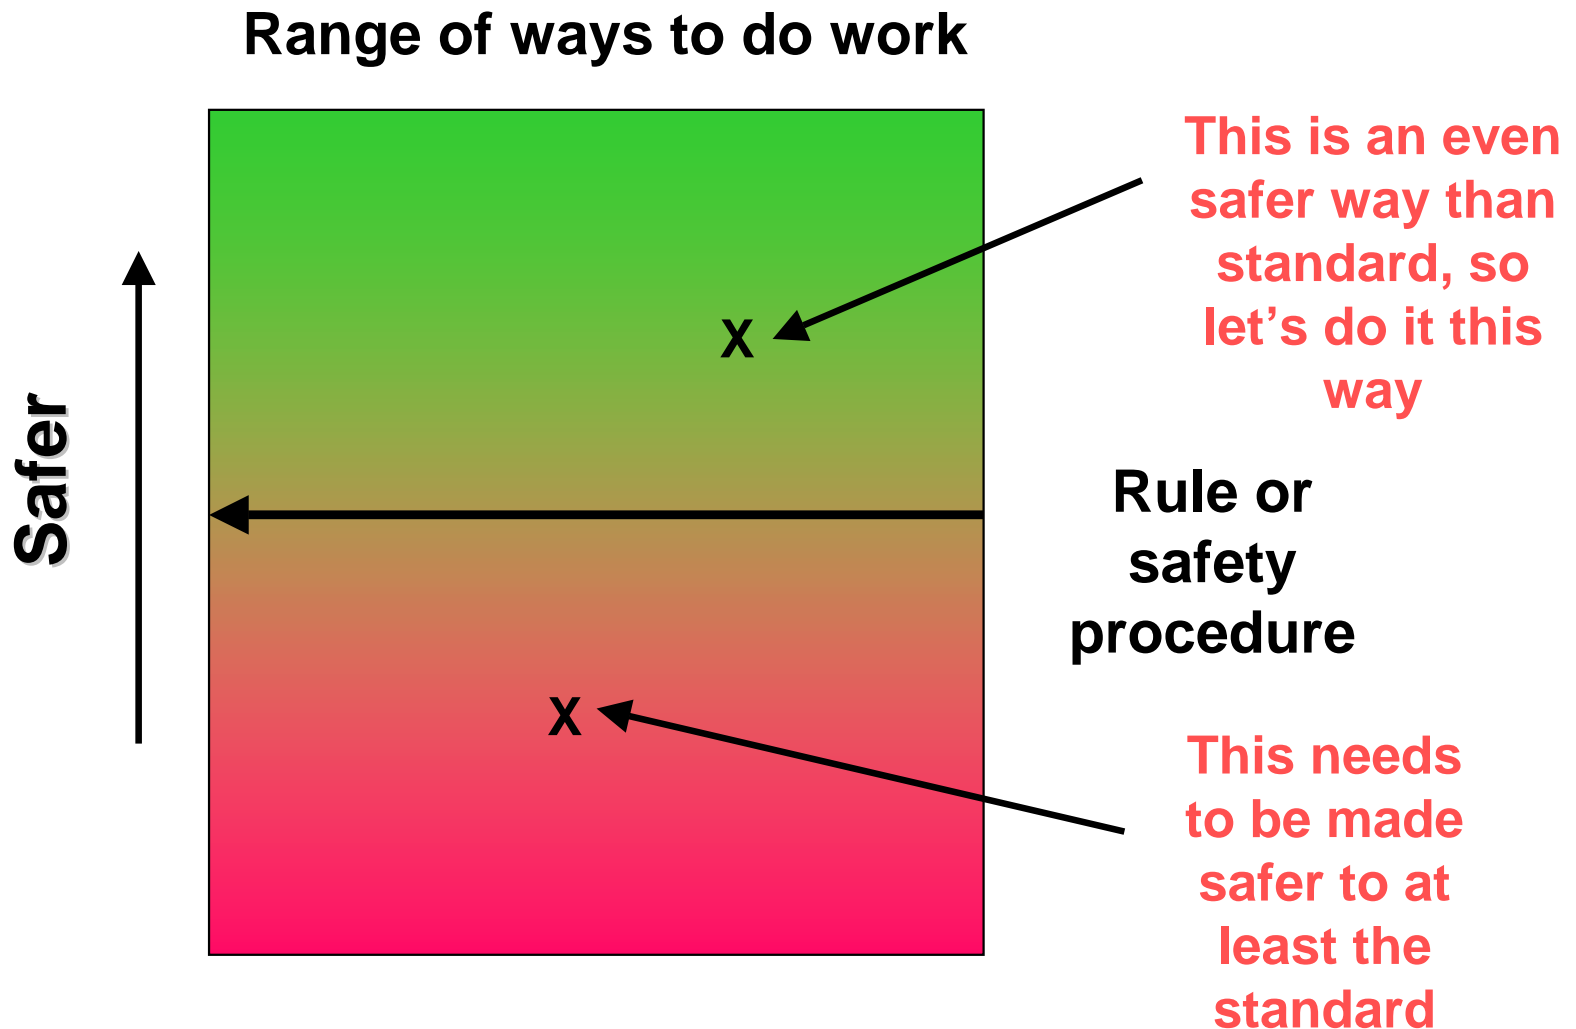 Range of ways to do work
This is an even
safer way than
standard, so
let’s do it this
way
X
Safer
Rule or
safety
procedure
X
This needs
to be made
safer to at
least the
standard